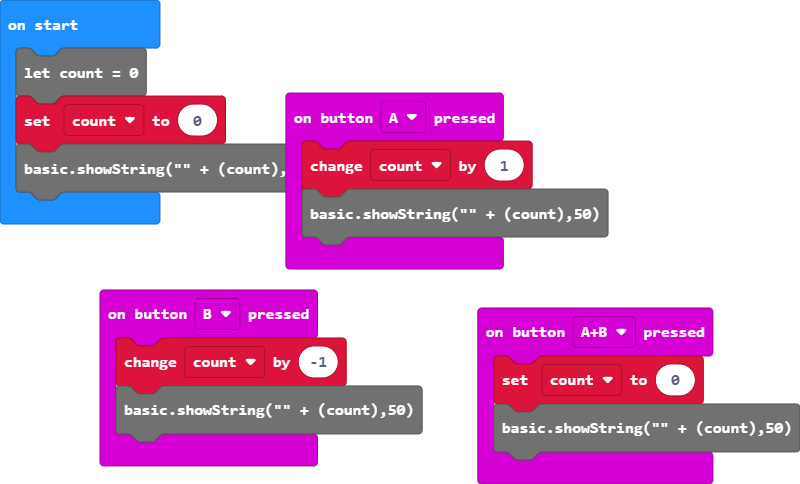 on start
let count = 0
set count to 0
basic.showString("" + (count),
on button A pressed
change count by 1
basic.showString("" + (count),50)
on button B pressed
change count by -1
basic.showString("" + (count),50)
on button A+B pressed
set count to 0
basic.showString("" + (count),50)